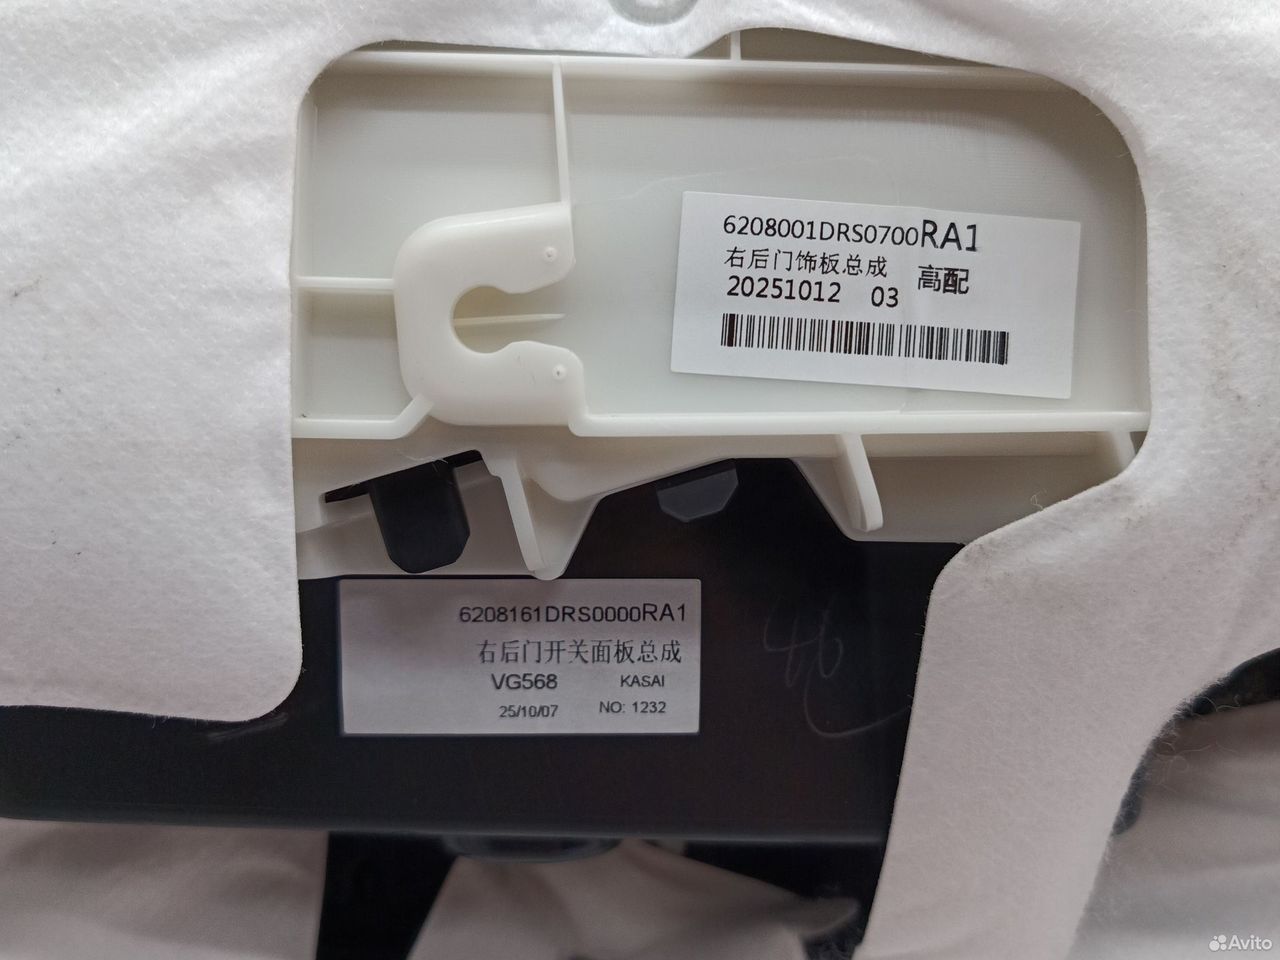 6208001DRS0700RA1
右后门饰板总成 高配
20251012 03
6208161DRS0000RA1
右后门开关面板总成
VG568 KASAI
25/10/07 NO: 1232
46
Avito